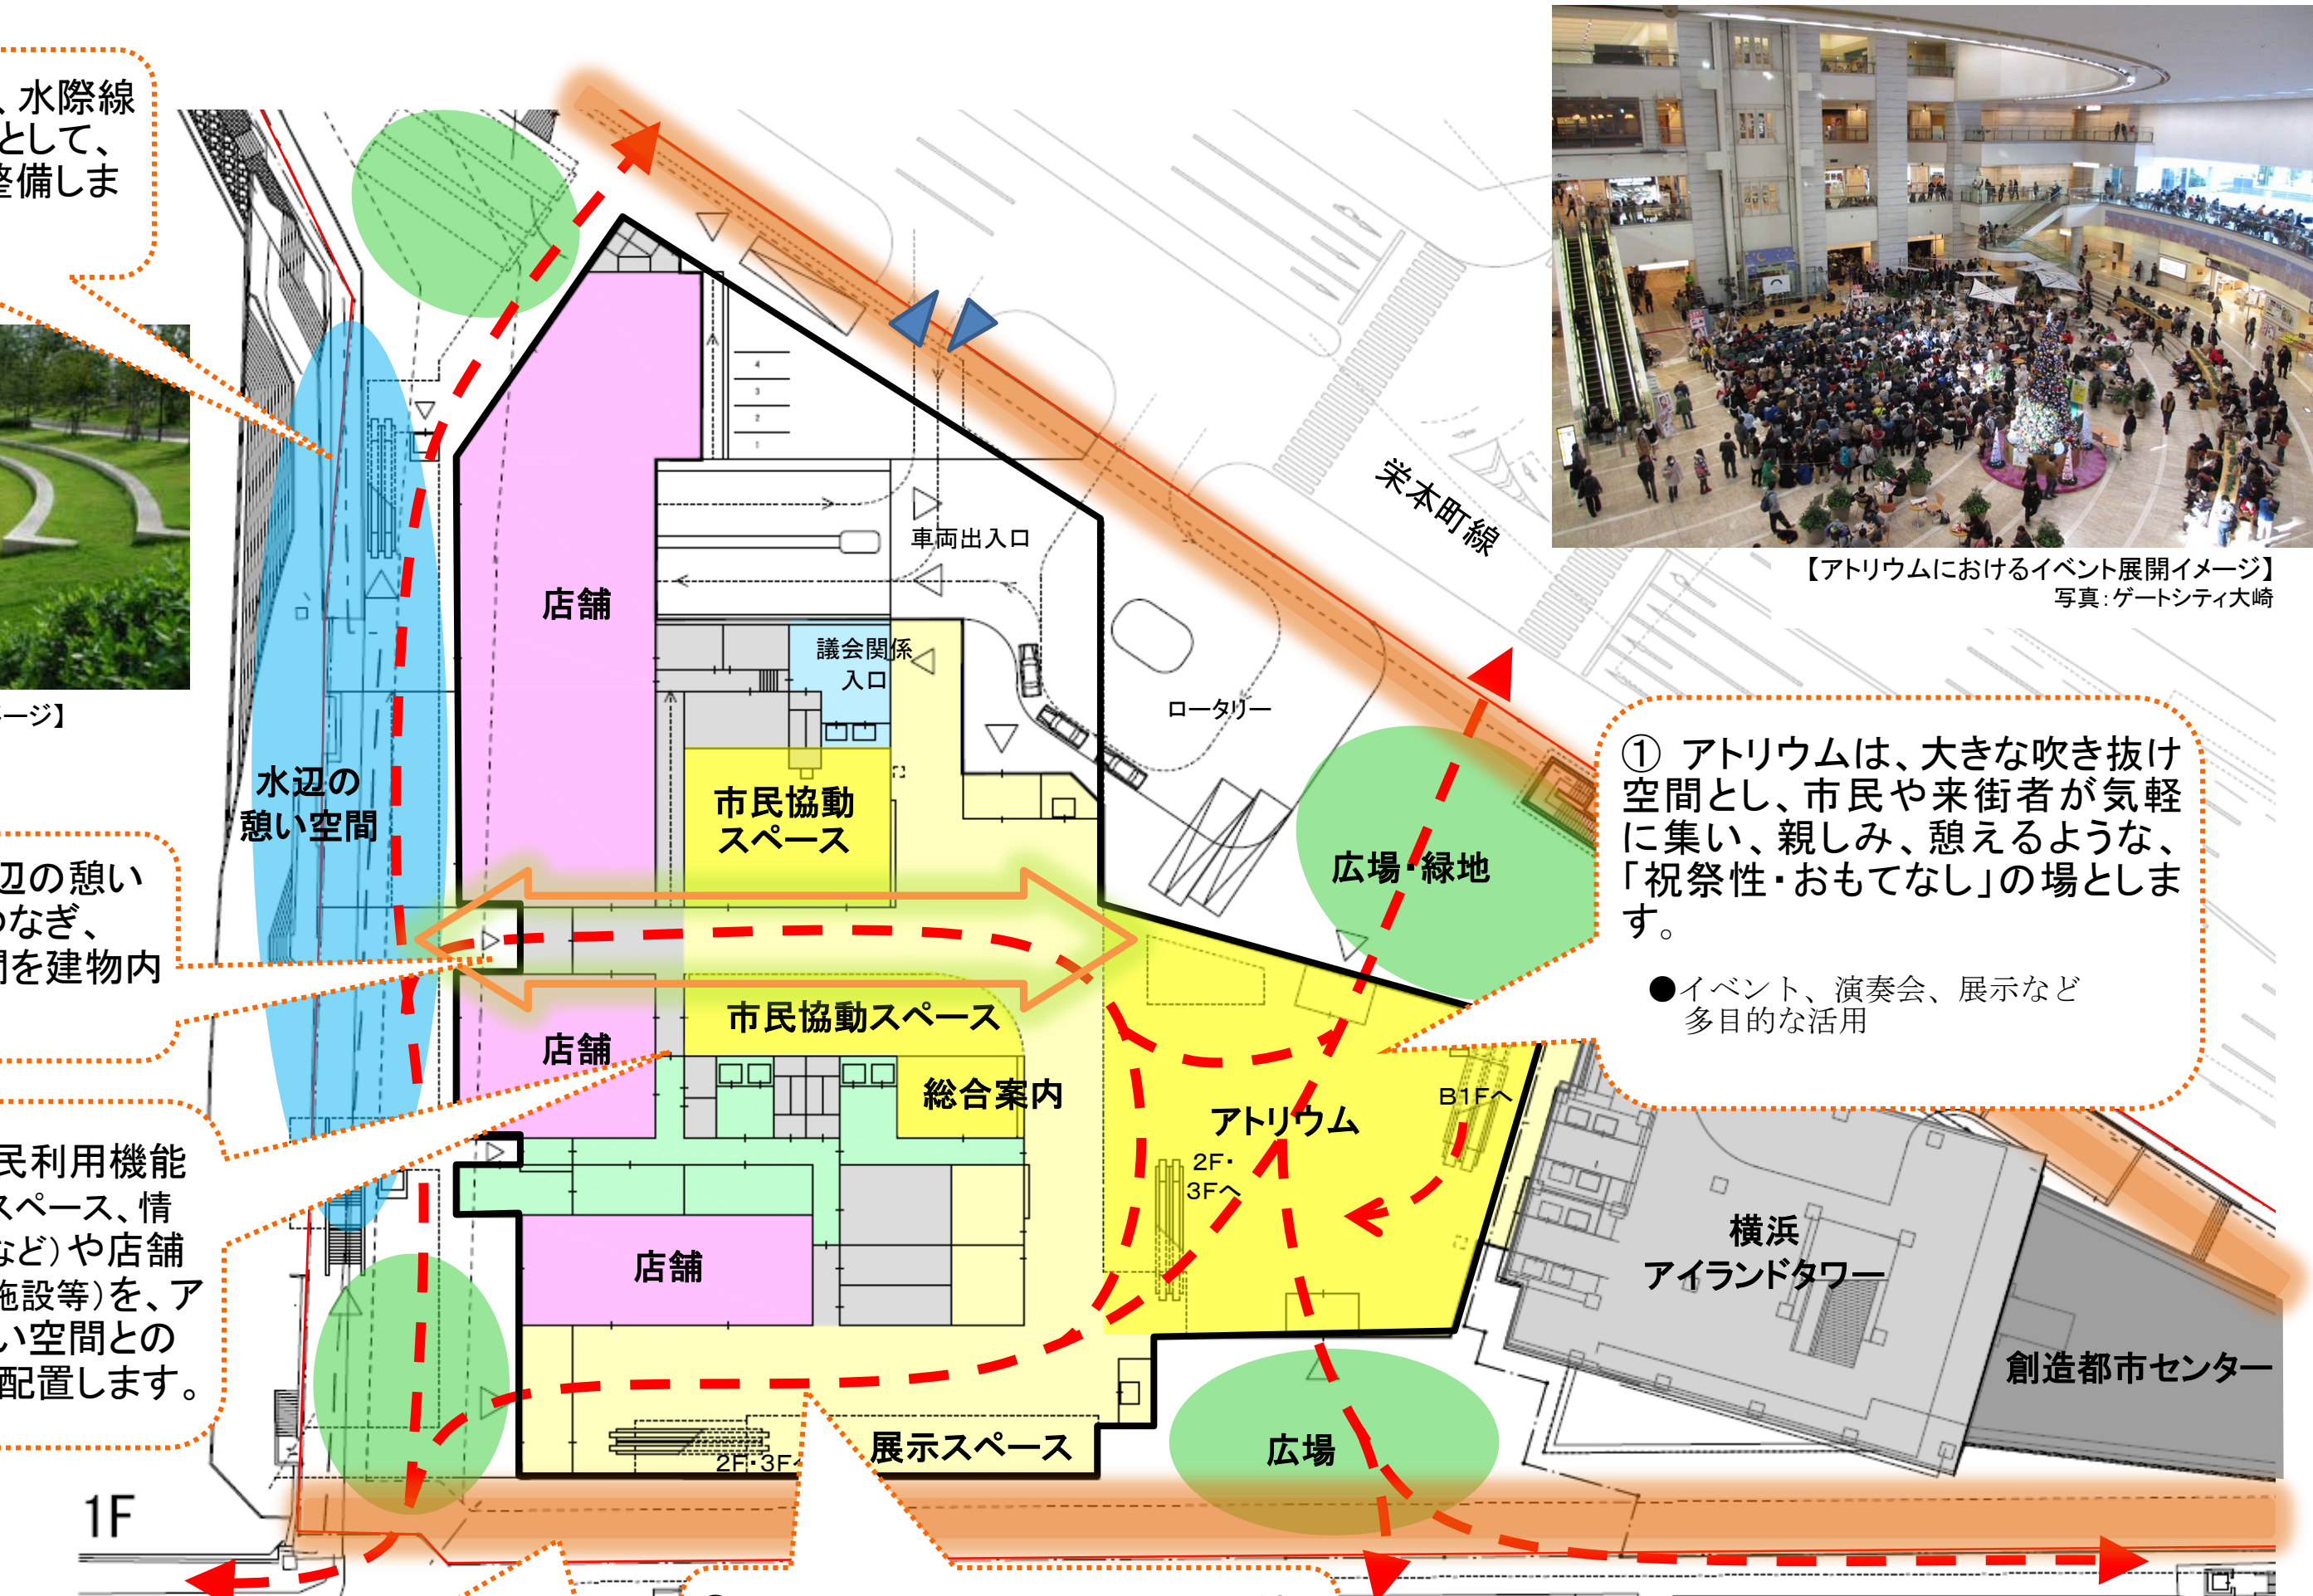 、水際線
として、
整備しま
ージ】
辺の憩い
つなぎ、
間を建物内
民利用機能
スペース、情
など）や店舗
施設等）を、ア
い空間との
配置します。
1F
水辺の
憩い空間
店舗
4
3
2
1
車両出入口
議会関係
入口
ロータリー
栄本町線
市民協動
スペース
市民協動スペース
店舗
総合案内
店舗
展示スペース
2F・3Fへ
アトリウム
2F・
3Fへ
B1Fへ
広場・緑地
広場
横浜
アイランドタワー
創造都市センター
【アトリウムにおけるイベント展開イメージ】
写真：ゲートシティ大崎
① アトリウムは、大きな吹き抜け
空間とし、市民や来街者が気軽
に集い、親しみ、憩えるような、
「祝祭性・おもてなし」の場としま
す。
●イベント、演奏会、展示など
多目的な活用